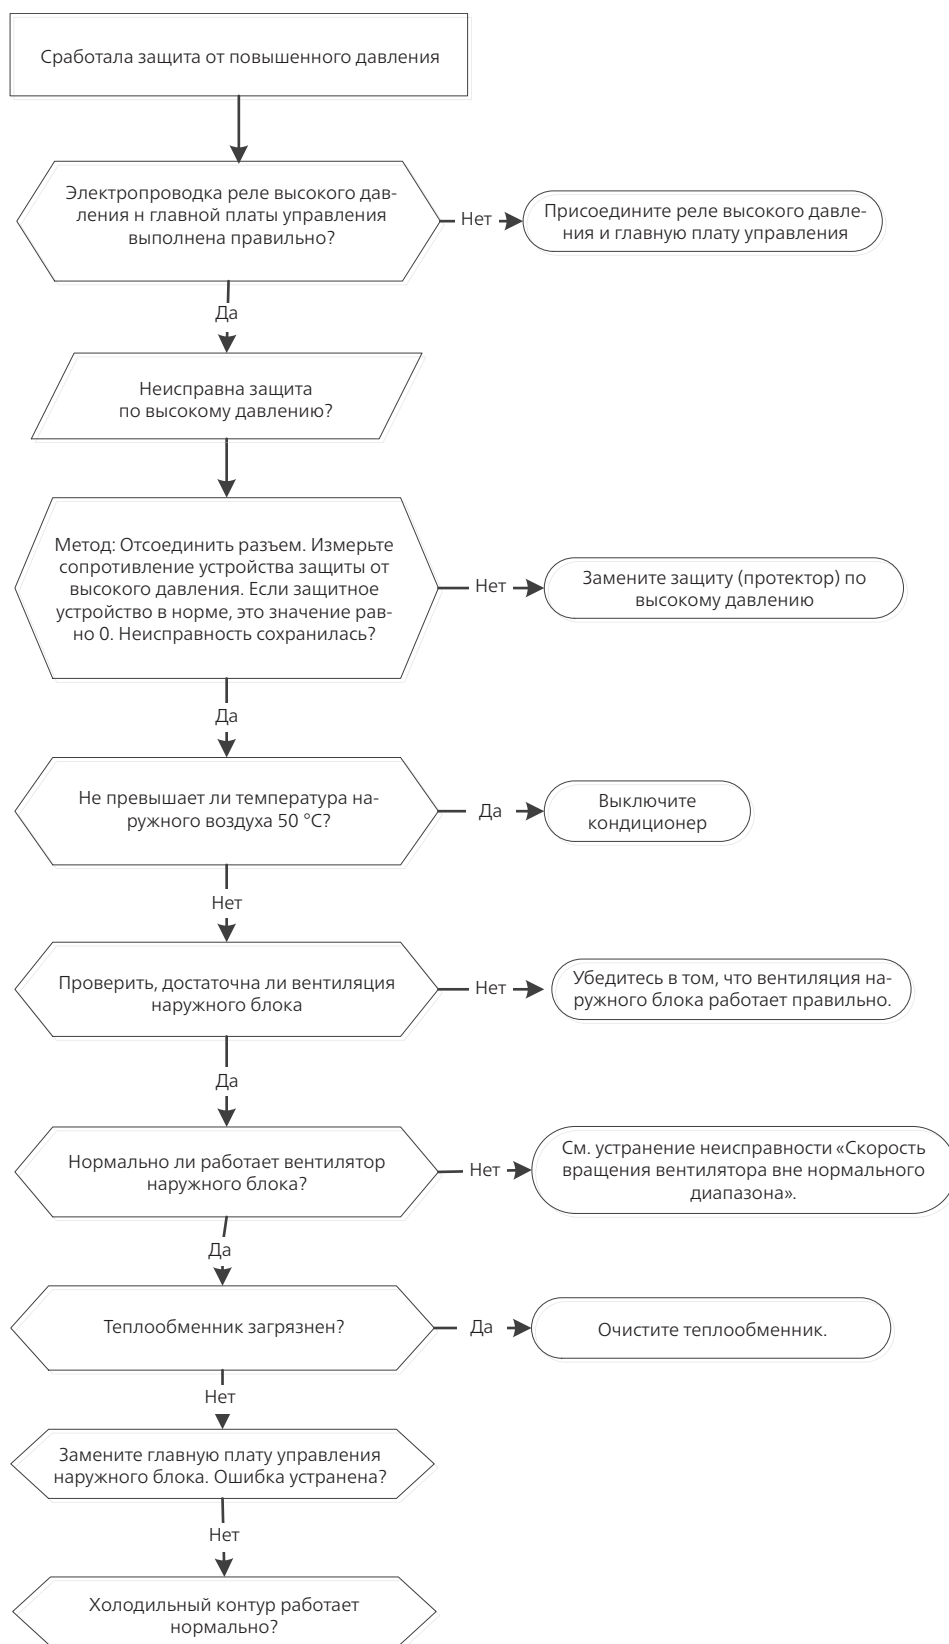 Сработала защита от повышенного давления
Электропроводка реле высокого дав-
ления н главной платы управления
выполнена правильно?
Нет
Присоедините реле высокого давле-
ния и главную плату управления
Да
Неисправна защита
по высокому давлению?
Метод: Отсоединить разъем. Измерьте
сопротивление устройства защиты от
высокого давления. Если защитное
устройство в норме, это значение рав-
но 0. Неисправность сохранилась?
Нет
Замените защиту (протектор) по
высокому давлению
Да
Не превышает ли температура на-
ружного воздуха 50 °C?
Да
Выключите
кондиционер
Нет
Проверить, достаточна ли вентиляция
наружного блока
Нет
Убедитесь в том, что вентиляция на-
ружного блока работает правильно.
Да
Нормально ли работает вентилятор
наружного блока?
Нет
См. устранение неисправности «Скорость
вращения вентилятора вне нормального
диапазона».
Да
Теплообменник загрязнен?
Да
Очистите теплообменник.
Нет
Замените главную плату управления
наружного блока. Ошибка устранена?
Нет
Холодильный контур работает
нормально?